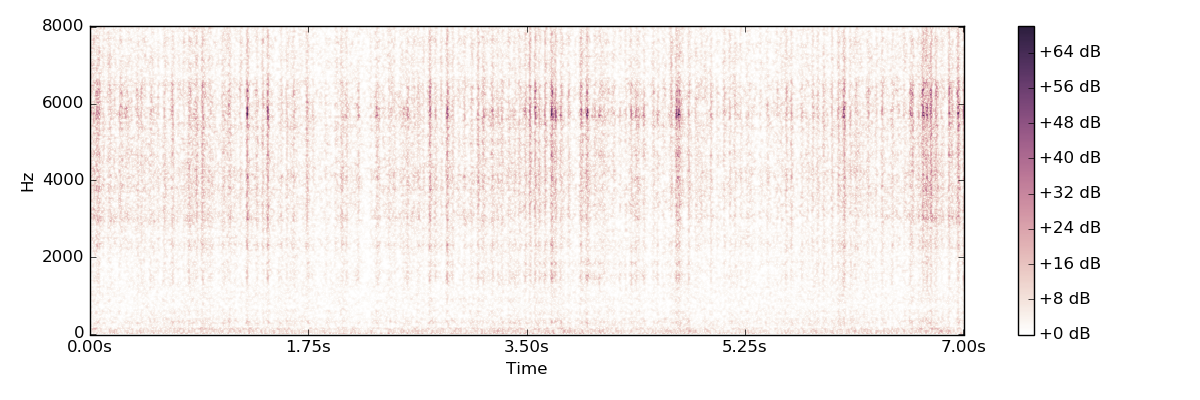 8000
6000
4000
2000
0
Hz
0.00s
1.75s
3.50s
5.25s
7.00s
Time
+64 dB
+56 dB
+48 dB
+40 dB
+32 dB
+24 dB
+16 dB
+8 dB
+0 dB